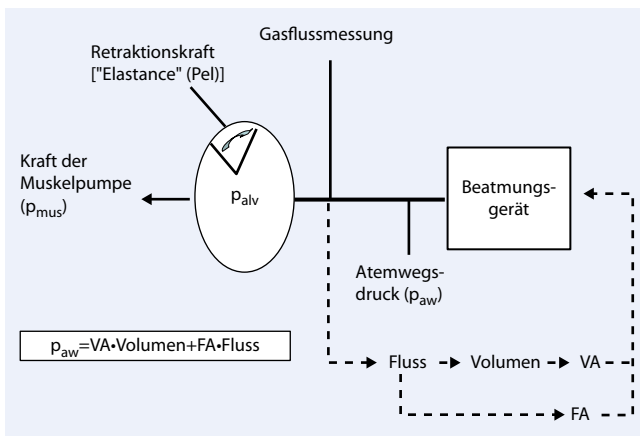 Gasflussmessung
Retraktionskraft
["Elastance" (Pel)]
Kraft der
Muskelpumpe
(pmus)
palv
Beatmungs-
gerät
Atemwegs-
druck (paw)
paw=VA•Volumen+FA•Fluss
Fluss
Volumen
VA
FA